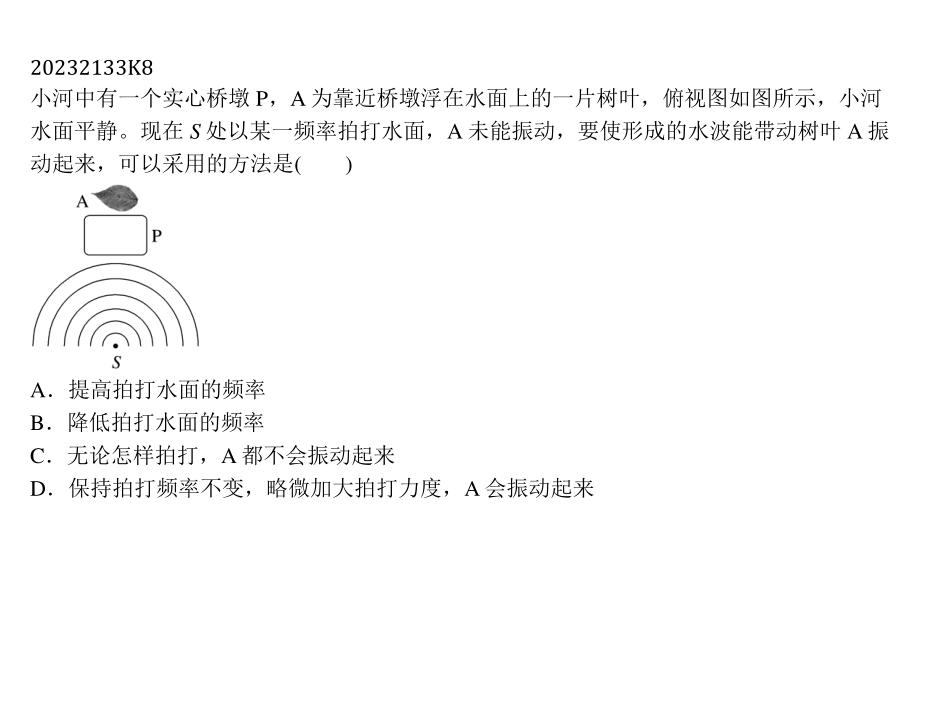 20232133K8
小河中有一个实心桥墩 P，A 为靠近桥墩浮在水面上的一片树叶，俯视图如图所示，小河
水面平静。现在 S 处以某一频率拍打水面，A 未能振动，要使形成的水波能带动树叶 A 振
动起来，可以采用的方法是(　　)
A
P
S
A．提高拍打水面的频率
B．降低拍打水面的频率
C．无论怎样拍打，A 都不会振动起来
D．保持拍打频率不变，略微加大拍打力度，A 会振动起来